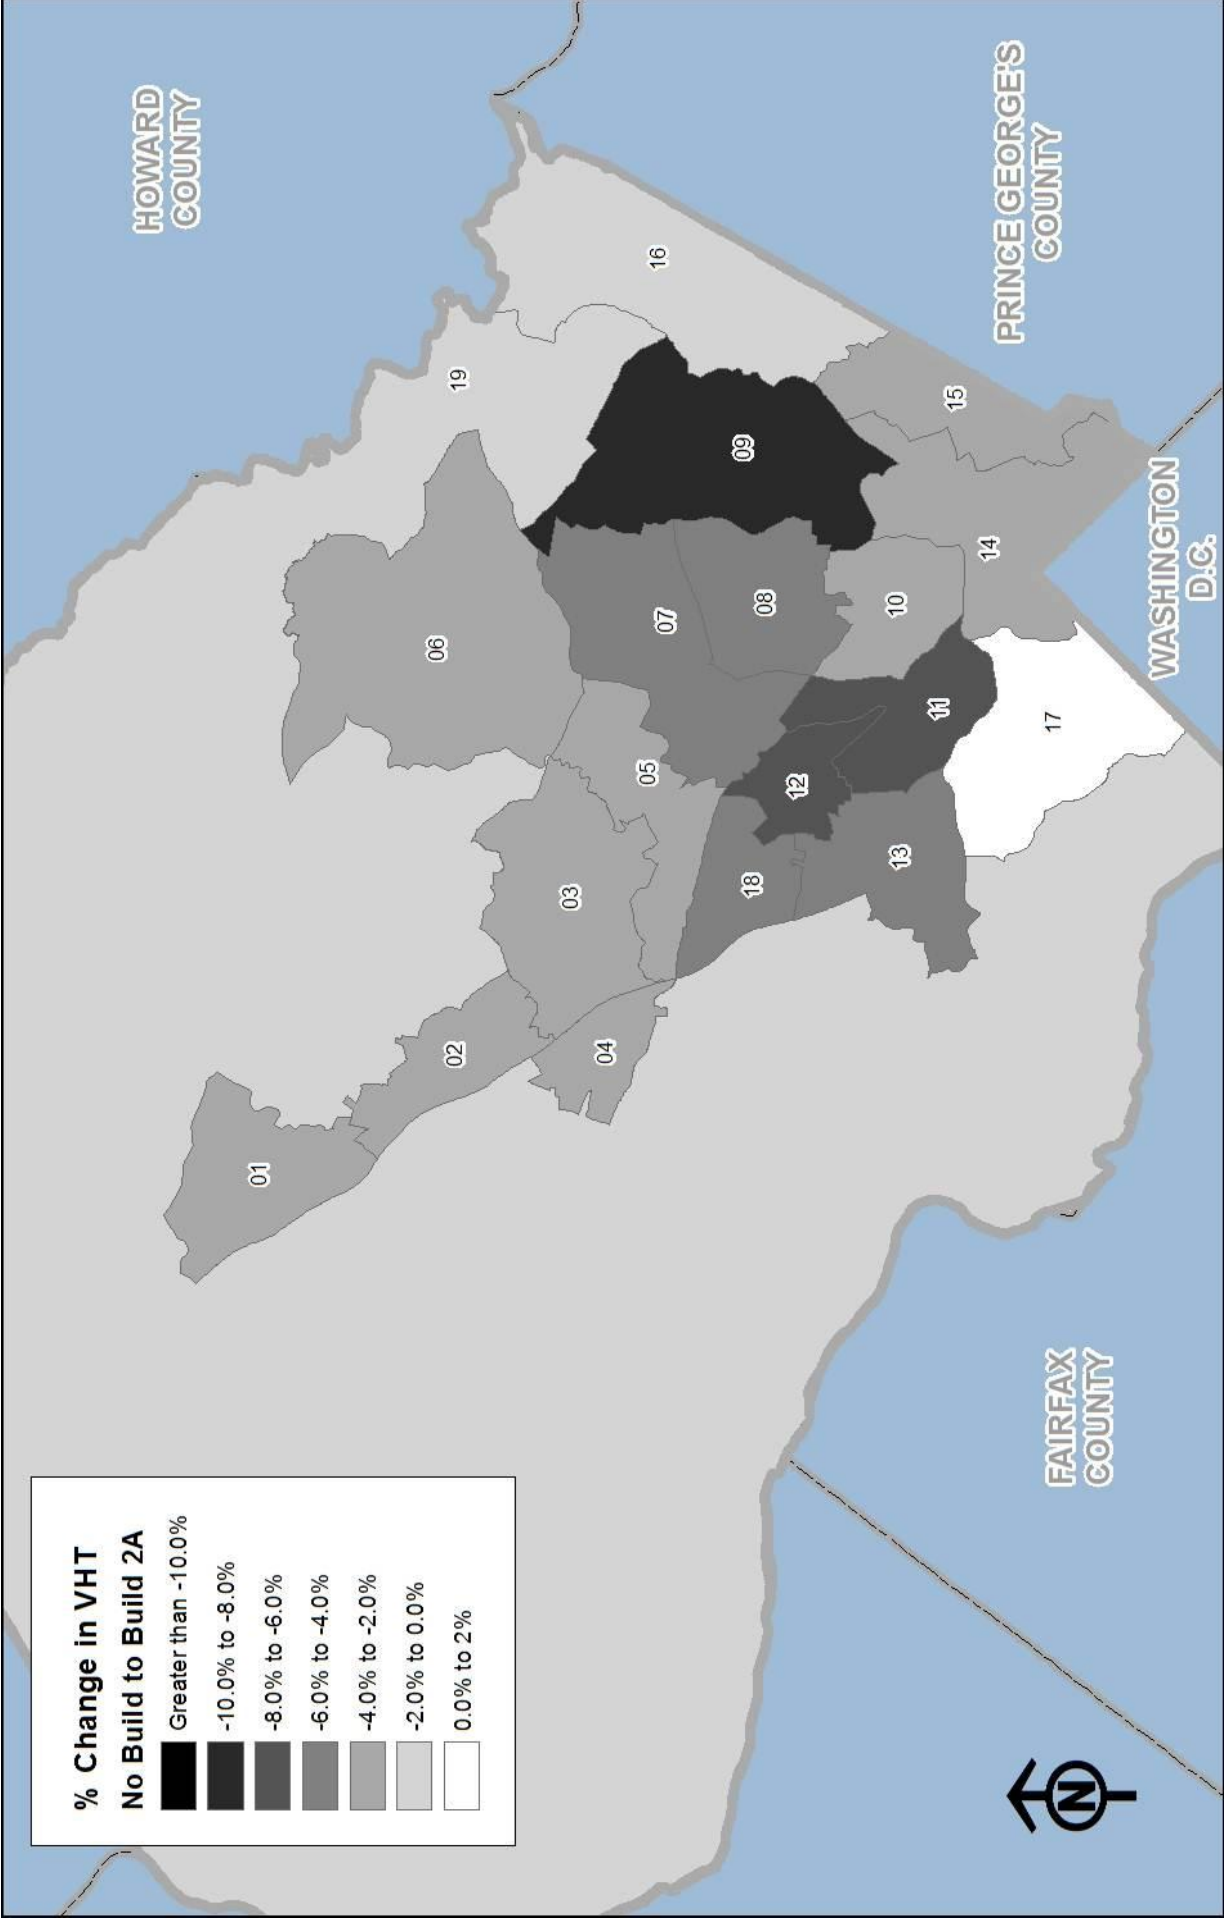 % Change in VHT
No Build to Build 2A
Greater than -10.0%
-10.0% to -8.0%
-8.0% to -6.0%
-6.0% to -4.0%
-4.0% to -2.0%
-2.0% to 0.0%
0.0% to 2%
HOWARD
COUNTY
PRINCE GEORGE'S
COUNTY
WASHINGTON
D.C.
FAIRFAX
COUNTY
01
02
03
04
05
06
07
08
09
10
11
12
13
14
15
16
17
18
19
N